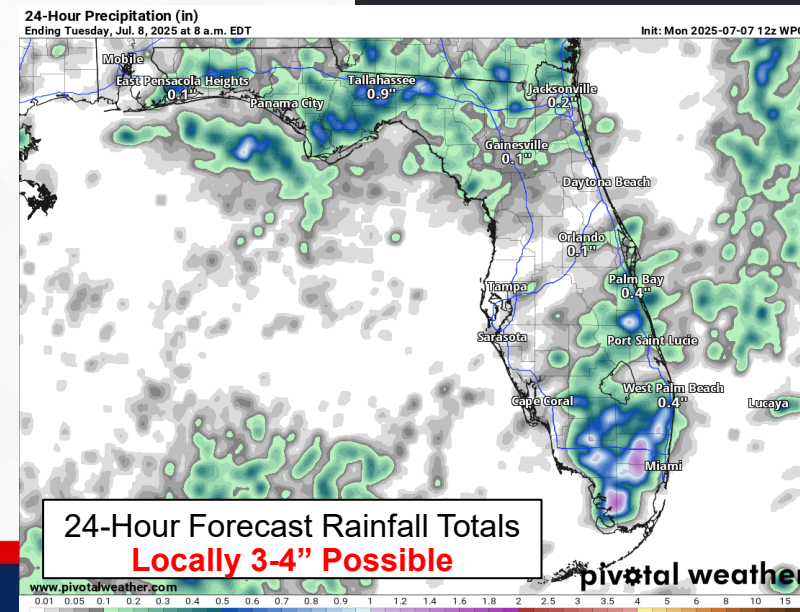 24-Hour Precipitation (in)
Ending Tuesday, Jul. 8, 2025 at 8 a.m. EDT
Init: Mon 2025-07-07 12z WPC
Mobile
East Pensacola Heights
0.1"
Panama City
Tallahassee
0.9"
Jacksonville
0.2"
Gainesville
0.1"
Daytona Beach
Orlando
0.1"
Tampa
Palm Bay
0.4"
Sarasota
Port Saint Lucie
West Palm Beach
0.4"
Cape Coral
Lucaya
Miami
24-Hour Forecast Rainfall Totals
Locally 3-4” Possible
www.pivotalweather.com
pivotal weather
0.01 0.05 0.1 0.2 0.3 0.4 0.5 0.6 0.7 0.8 0.9 1 1.2 1.4 1.6 1.8 2 2.5 3 3.5 4 5 6 8 10 15